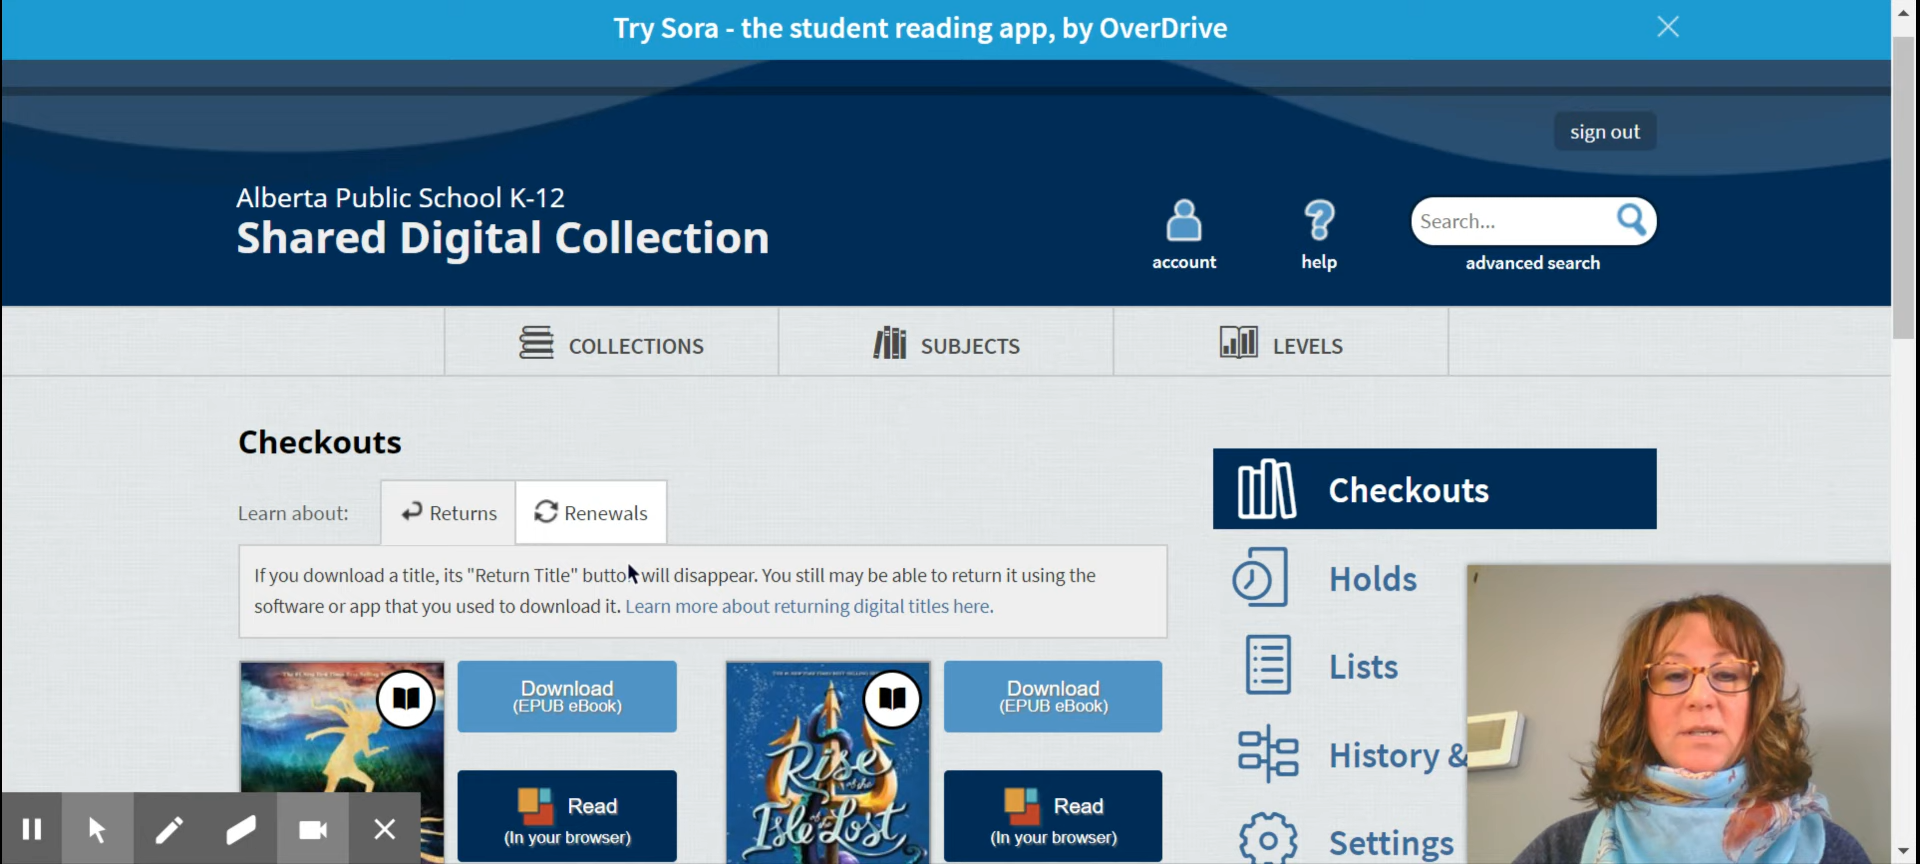 Try Sora - the student reading app, by OverDrive
sign out
Alberta Public School K-12
Shared Digital Collection
account
help
Search...
advanced search
COLLECTIONS
SUBJECTS
LEVELS
Checkouts
Learn about:
Returns
Renewals
If you download a title, its "Return Title" button will disappear. You still may be able to return it using the
software or app that you used to download it. Learn more about returning digital titles here.
Download
(EPUB eBook)
Read
(In your browser)
Rise
of the
Isle of the Lost
Download
(EPUB eBook)
Read
(In your browser)
Checkouts
Holds
Lists
History &
Settings